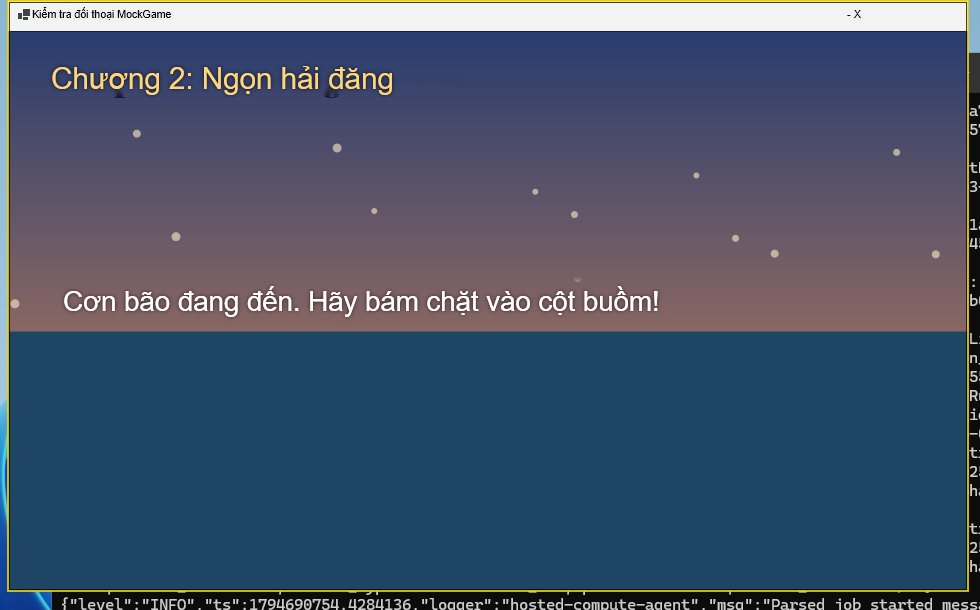 Kiểm tra đối thoại MockGame
- X
Chương 2: Ngọn hải đăng
Cơn bão đang đến. Hãy bám chặt vào cột buồm!
{"level":"INFO","ts":1794690754.4284136,"logger":"hosted-compute-agent","msg":"Parsed job started